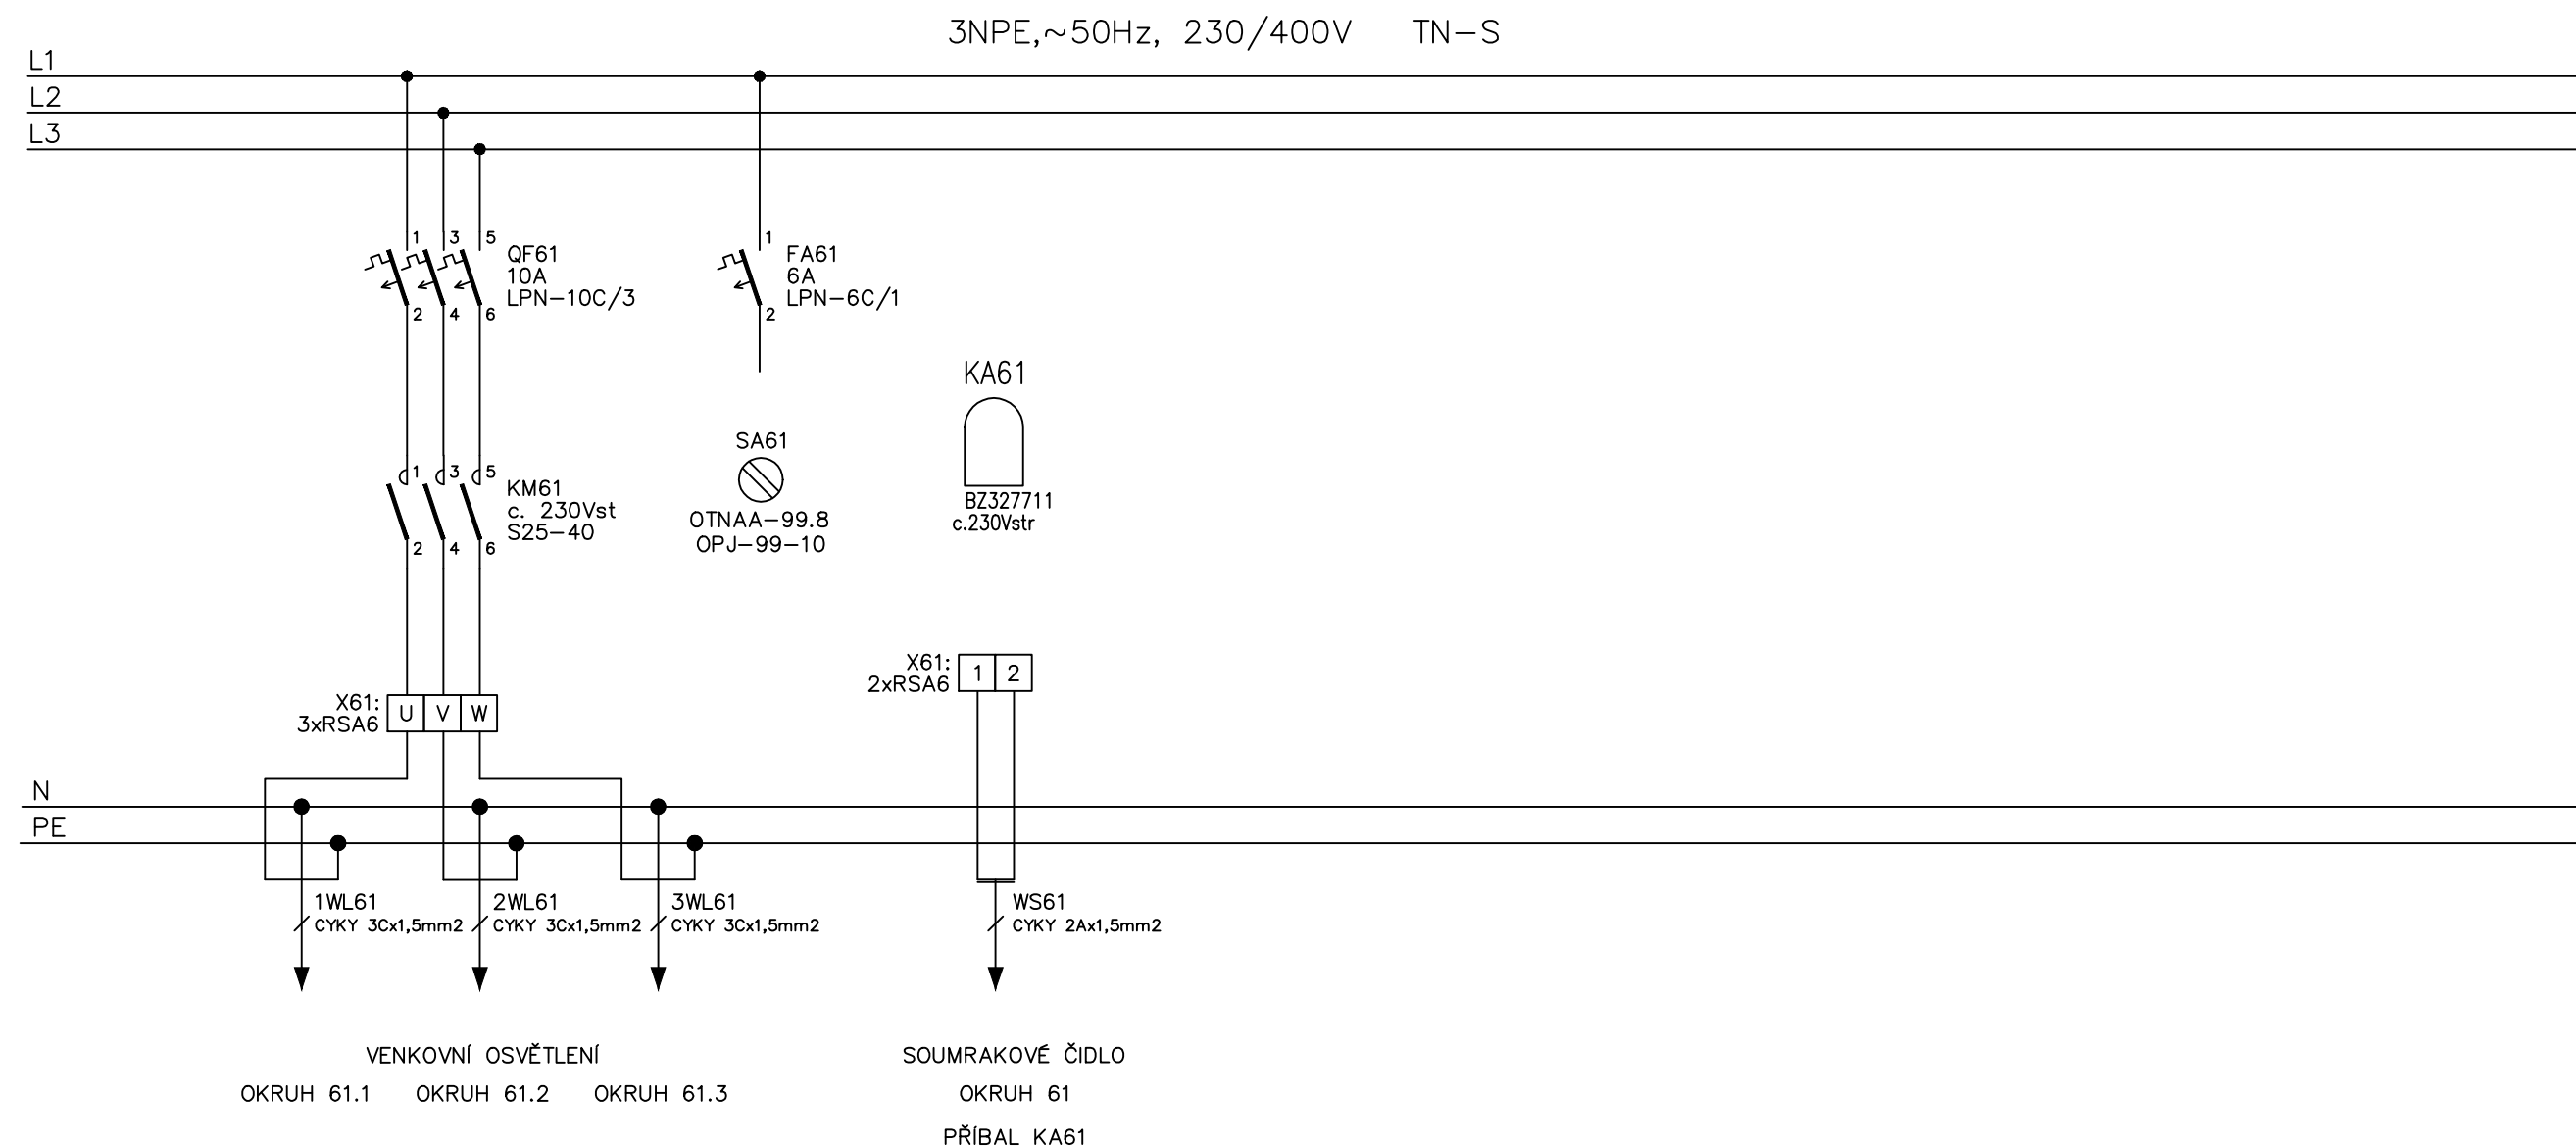 3NPE,~50Hz, 230/400V TN-S
L1
L2
L3
1 3 5
QF61
10A
LPN-10C/3
2 4 6
1
FA61
6A
LPN-6C/1
2
KA61
BZ327711
c.230Vstr
SA61
OTNAA-99.8
OPJ-99-10
1 3 5
KM61
c. 230Vst
S25-40
2 4 6
X61:
2xRSA6
1 2
X61:
3xRSA6
U V W
N
PE
1WL61
CYKY 3Cx1,5mm2
2WL61
CYKY 3Cx1,5mm2
3WL61
CYKY 3Cx1,5mm2
WS61
CYKY 2Ax1,5mm2
VENKOVNÍ OSVĚTLENÍ
OKRUH 61.1 OKRUH 61.2 OKRUH 61.3
SOUMRAKOVÉ ČIDLO
OKRUH 61
PŘÍBAL KA61